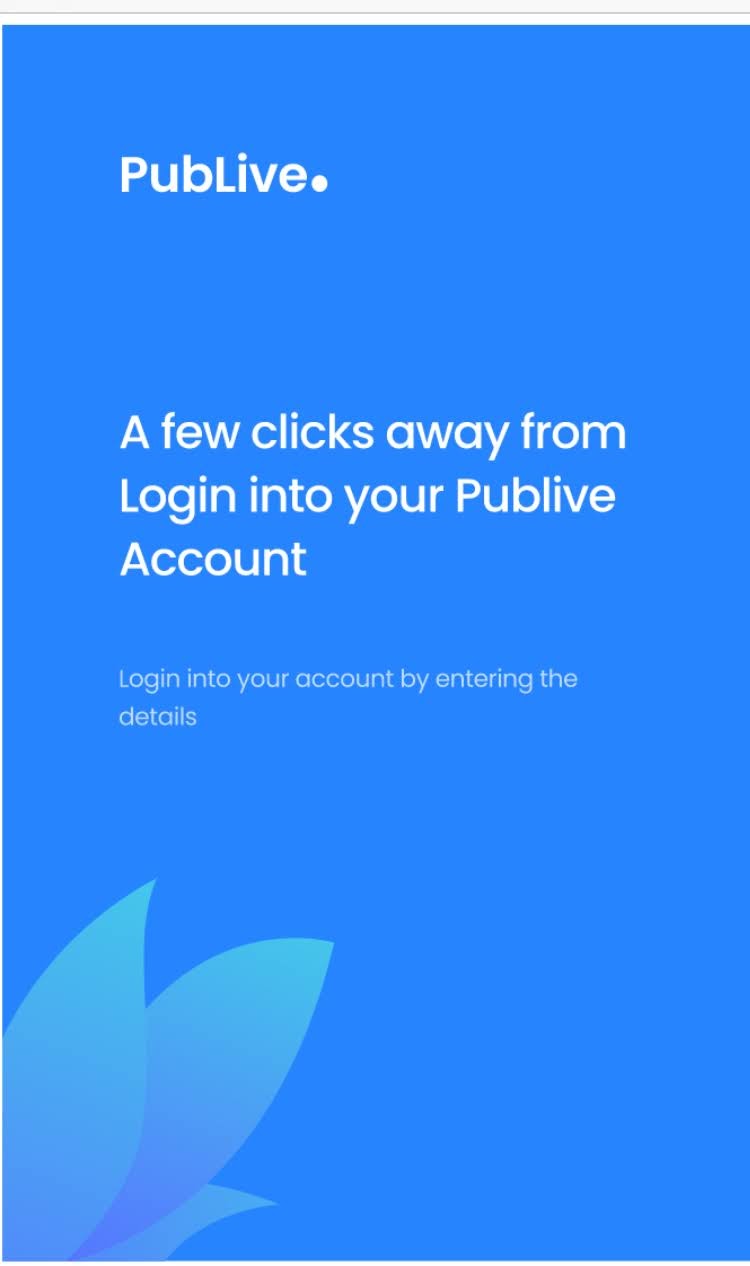 PubLive.
A few clicks away from
Login into your Publive
Account
Login into your account by entering the
details